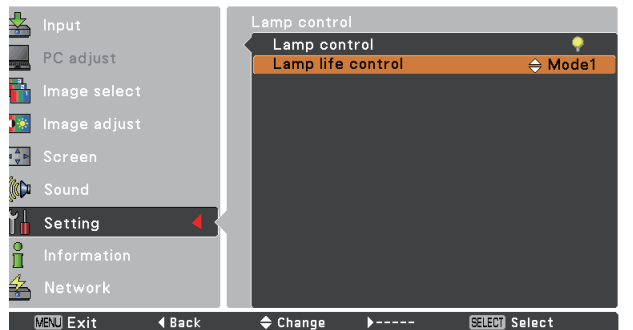 Input
PC adjust
Image select
Image adjust
Screen
Sound
Setting
Information
Network
Lamp control
Lamp control
Lamp life control Mode1
MENU Exit Back Change ----- SELECT Select